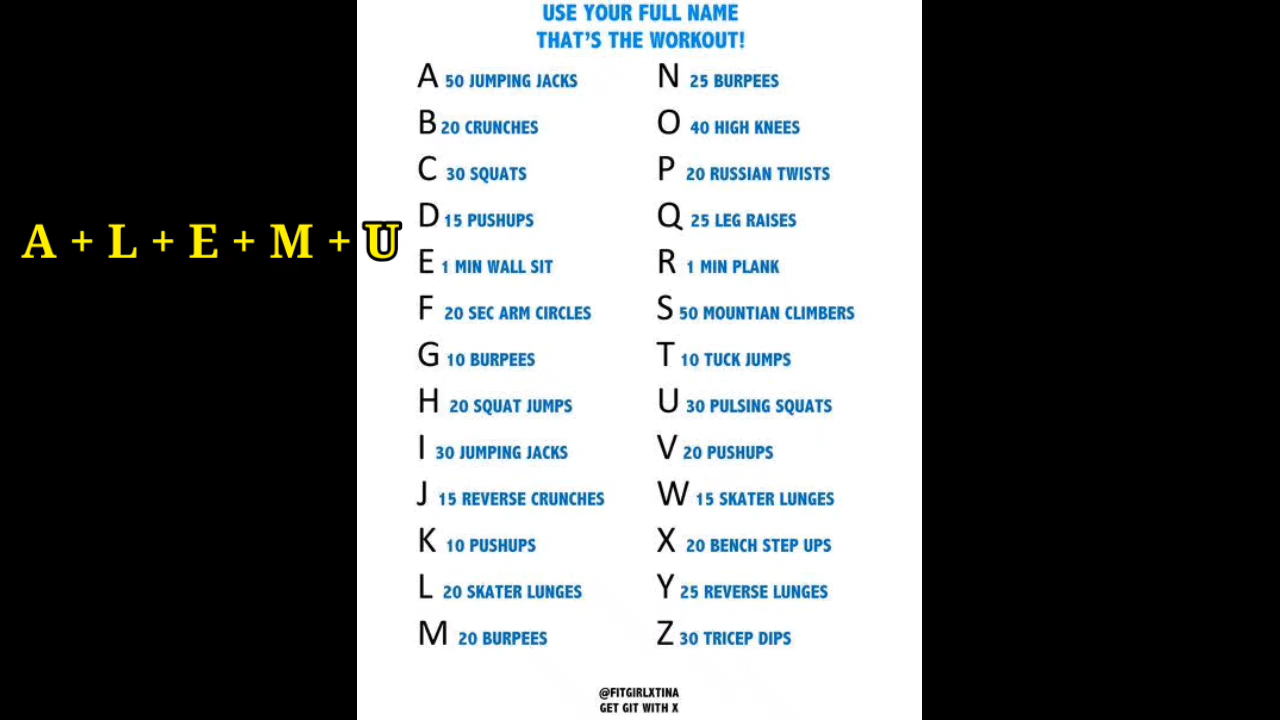 USE YOUR FULL NAME
THAT'S THE WORKOUT!
A 50 JUMPING JACKS
B 20 CRUNCHES
C 30 SQUATS
D 15 PUSHUPS
E 1 MIN WALL SIT
F 20 SEC ARM CIRCLES
G 10 BURPEES
H 20 SQUAT JUMPS
I 30 JUMPING JACKS
J 15 REVERSE CRUNCHES
K 10 PUSHUPS
L 20 SKATER LUNGES
M 20 BURPEES
N 25 BURPEES
O 40 HIGH KNEES
P 20 RUSSIAN TWISTS
Q 25 LEG RAISES
R 1 MIN PLANK
S 50 MOUNTIAN CLIMBERS
T 10 TUCK JUMPS
U 30 PULSING SQUATS
V 20 PUSHUPS
W 15 SKATER LUNGES
X 20 BENCH STEP UPS
Y 25 REVERSE LUNGES
Z 30 TRICEP DIPS
@FITGIRLXTINA
GET GIT WITH X
A + L + E + M + U